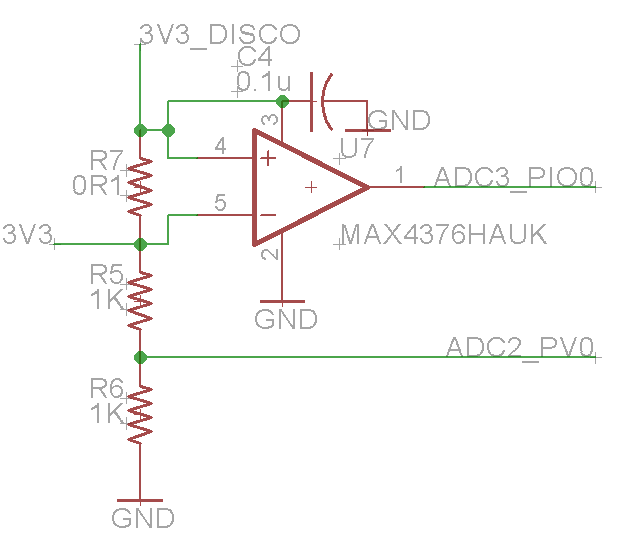 3V3_DISCO
C4
0.1u
GND
3
U7
R7
0R1
4
1
ADC3_PIO0
5
3V3
MAX4376HAUK
2
R5
1K
GND
ADC2_PV0
R6
1K
GND